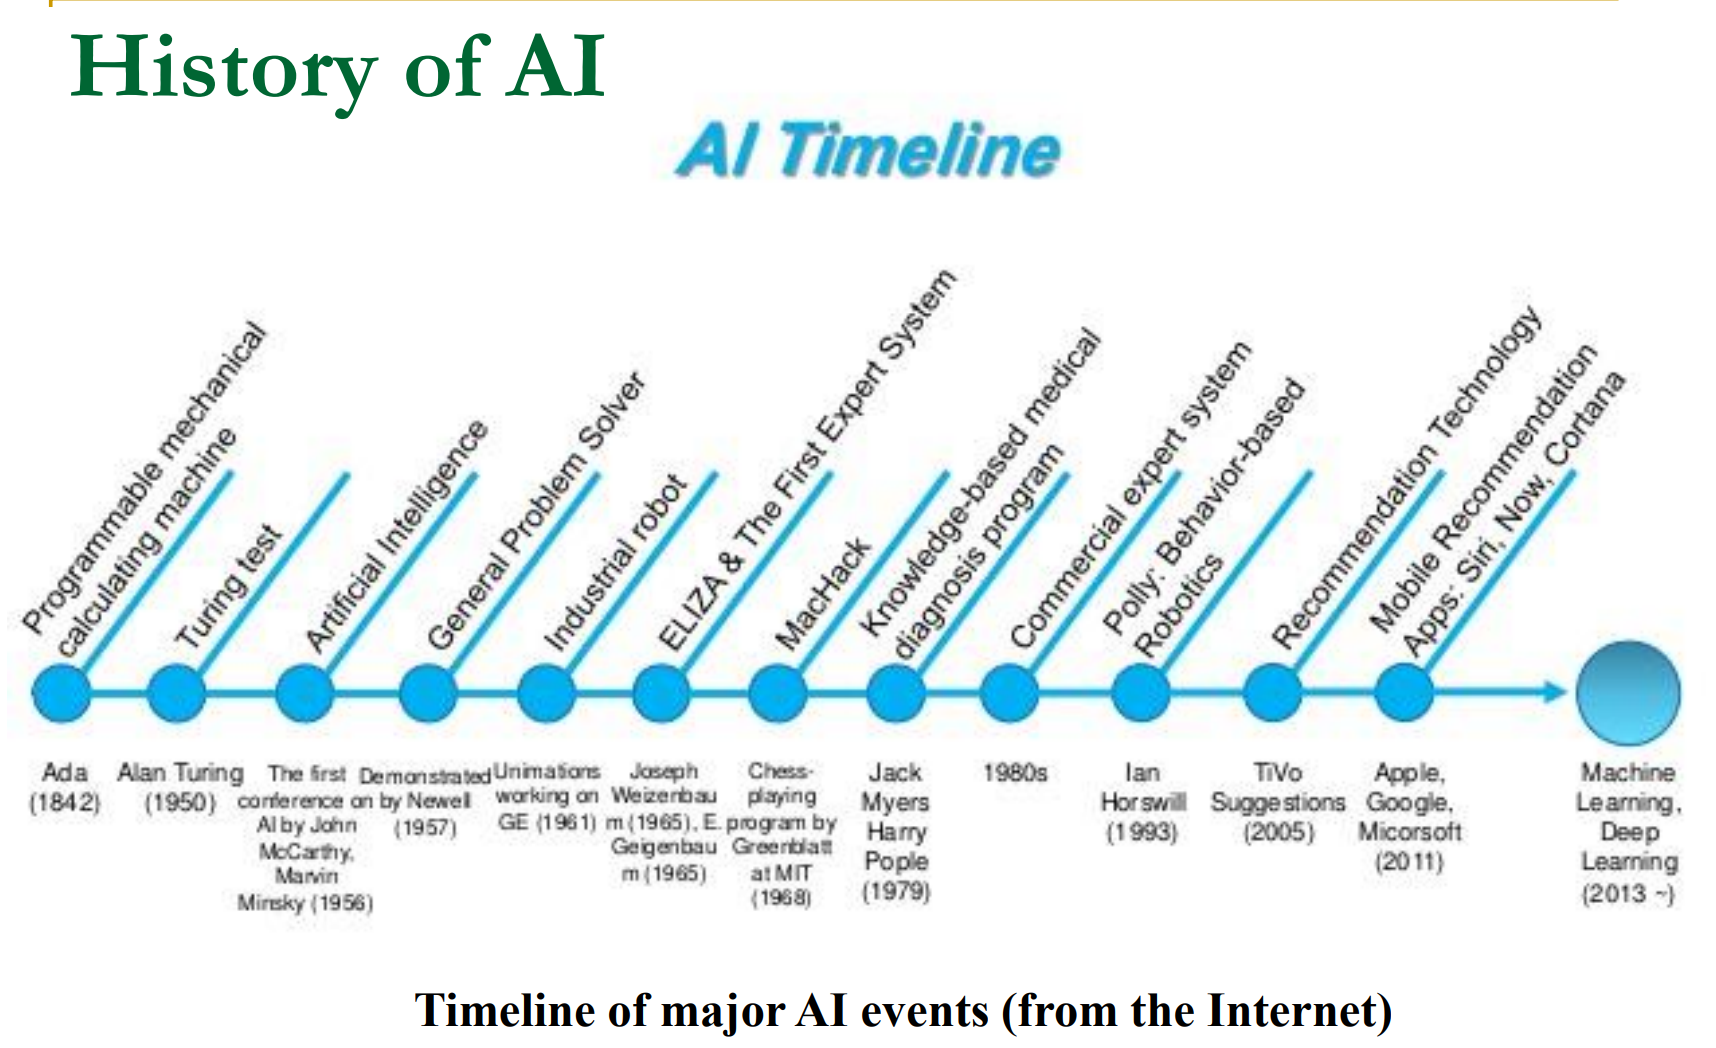 History of AI
AI Timeline
Programmable mechanical
calculating machine
Turing test
Artificial Intelligence
General Problem Solver
Industrial robot
ELIZA & The First Expert System
MacHack
Knowledge-based medical
diagnosis program
Commercial expert system
Polly: Behavior-based
Robotics
Recommendation Technology
Mobile Recommendation
Apps: Siri, Now, Cortana
Ada
(1842)
Alan Turing
(1950)
The first
conference on
AI by John
McCarthy,
Marvin
Minsky (1956)
Demonstrated
by Newell
(1957)
Unimations
working on
GE (1961)
Joseph
Weizenbau
m (1965), E.
Geigenbau
m (1965)
Chess-
playing
program by
Greenblatt
at MIT
(1968)
Jack
Myers
Harry
Pople
(1979)
1980s
Ian
Horswill
(1993)
TiVo
Suggestions
(2005)
Apple,
Google,
Micorsoft
(2011)
Machine
Learning,
Deep
Learning
(2013 ~)
Timeline of major AI events (from the Internet)